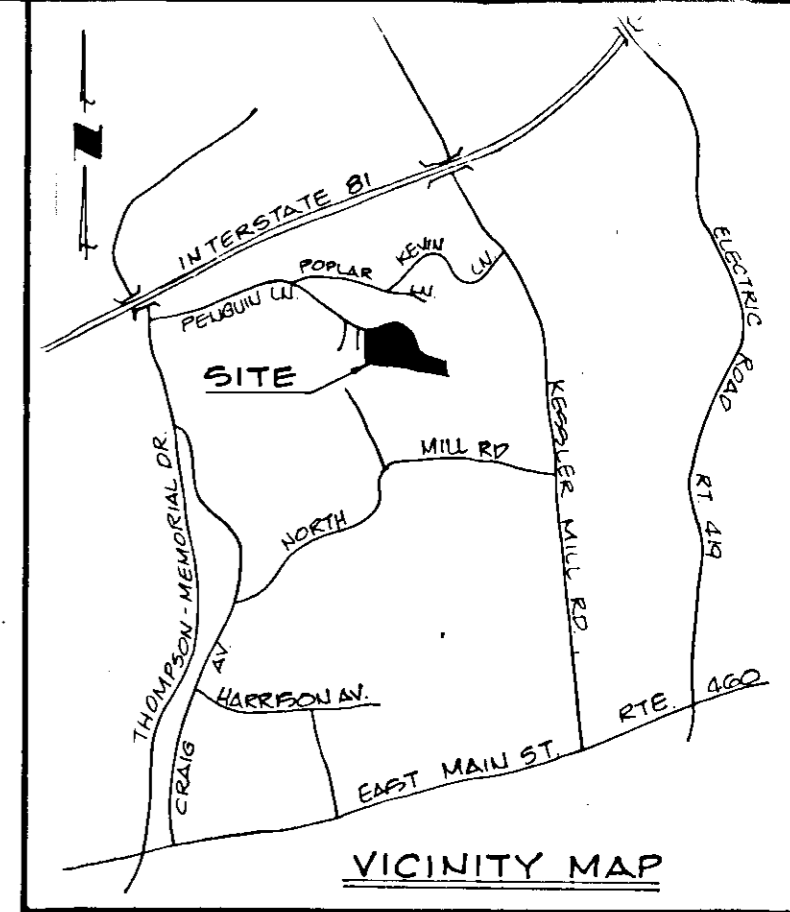 N
INTERSTATE 81
POPLAR LN.
KEVIN LN.
PENGUIN LN.
SITE
ELECTRIC ROAD RT. 419
KESSLER MILL RD.
NORTH MILL RD
THOMPSON-MEMORIAL DR.
CRAIG AV.
HARRISON AV.
EAST MAIN ST. RTE. 460
VICINITY MAP